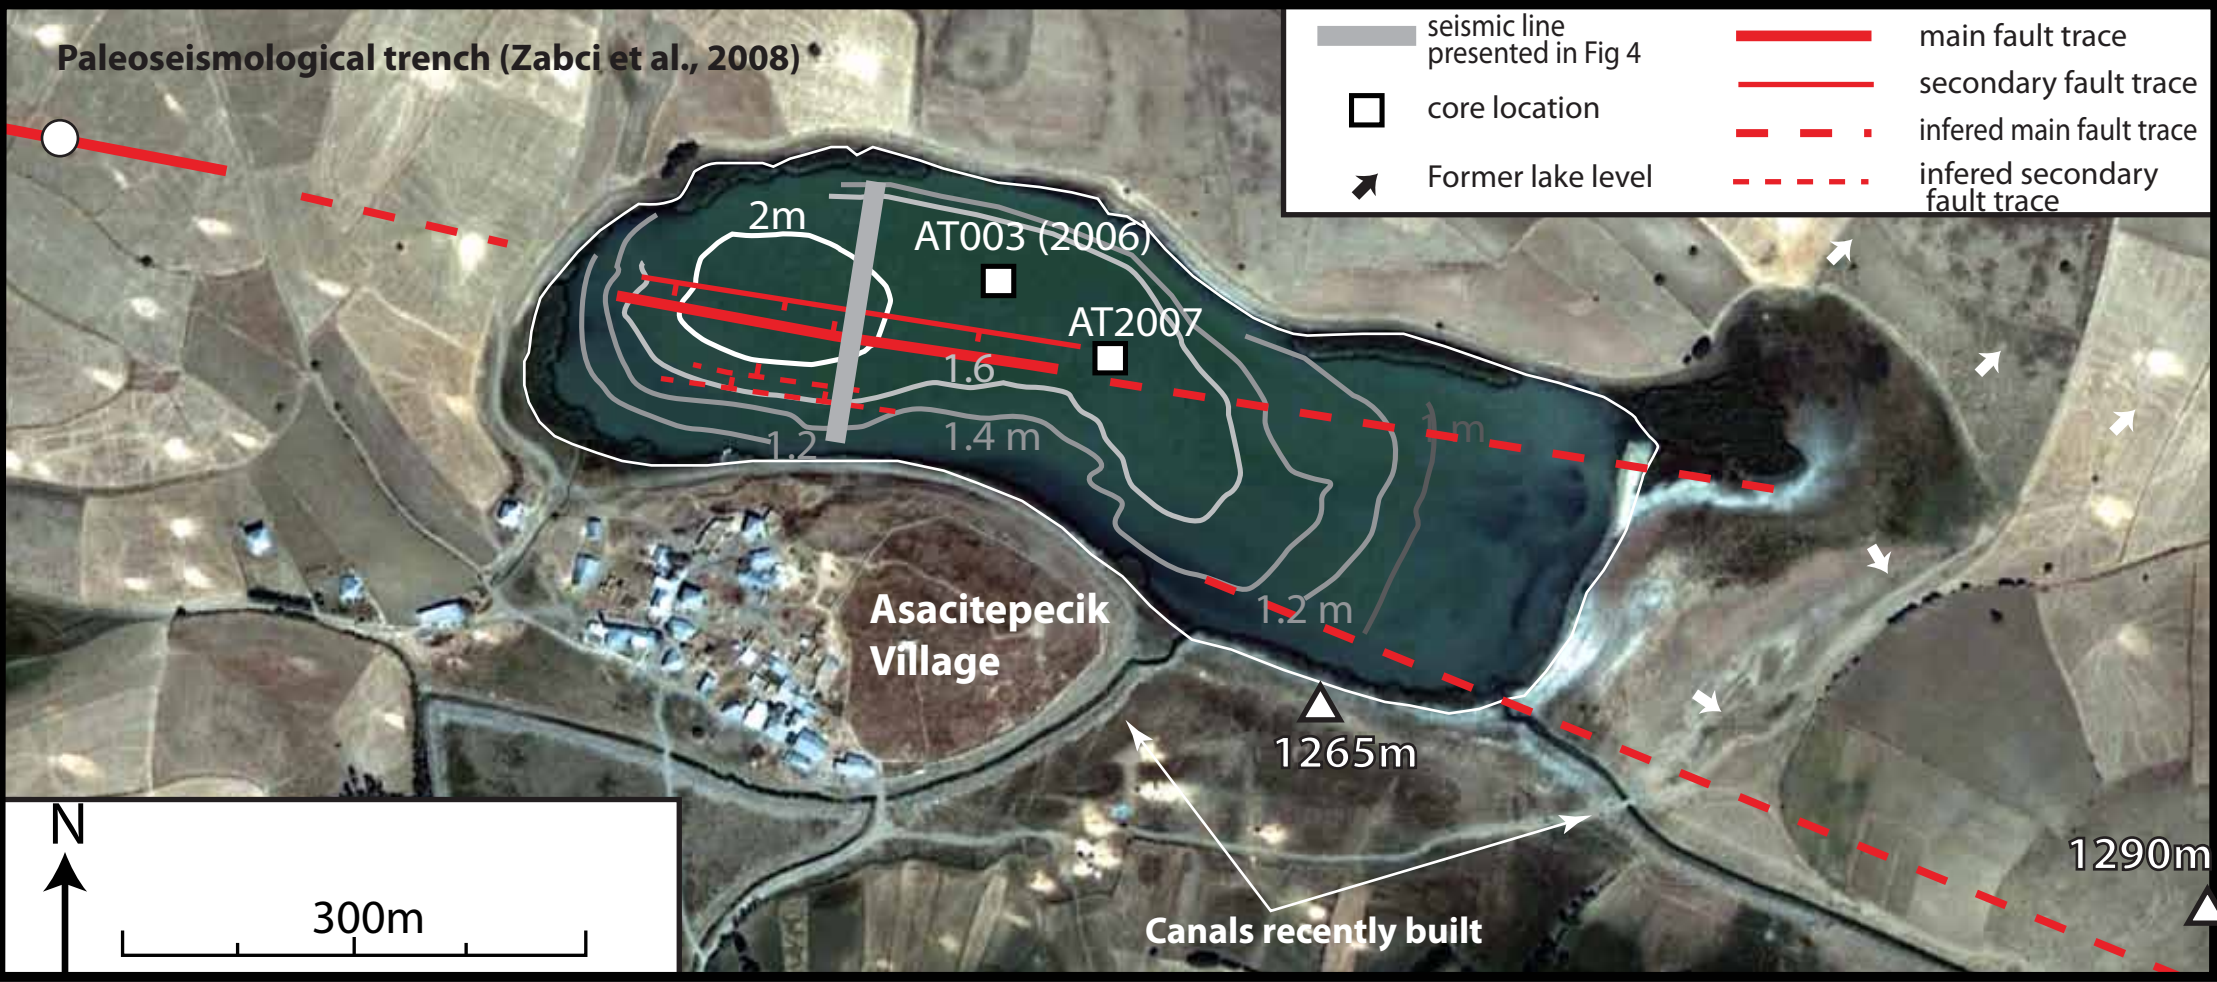 Paleoseismological trench (Zabci et al., 2008)
seismic line
presented in Fig 4
core location
Former lake level
main fault trace
secondary fault trace
infered main fault trace
infered secondary
fault trace
2m
AT003 (2006)
AT2007
1.6
1.2
1.4 m
1 m
1.2 m
Asacitepecik
Village
1265m
1290m
Canals recently built
N
300m